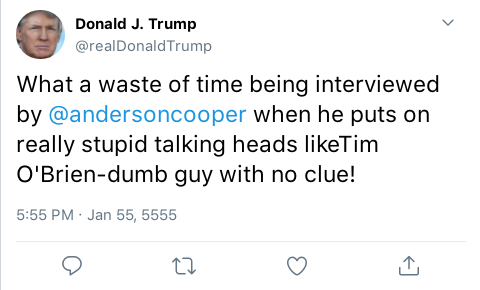 Donald J. Trump
@realDonaldTrump
What a waste of time being interviewed
by @andersoncooper when he puts on
really stupid talking heads likeTim
O'Brien-dumb guy with no clue!
5:55 PM · Jan 55, 5555